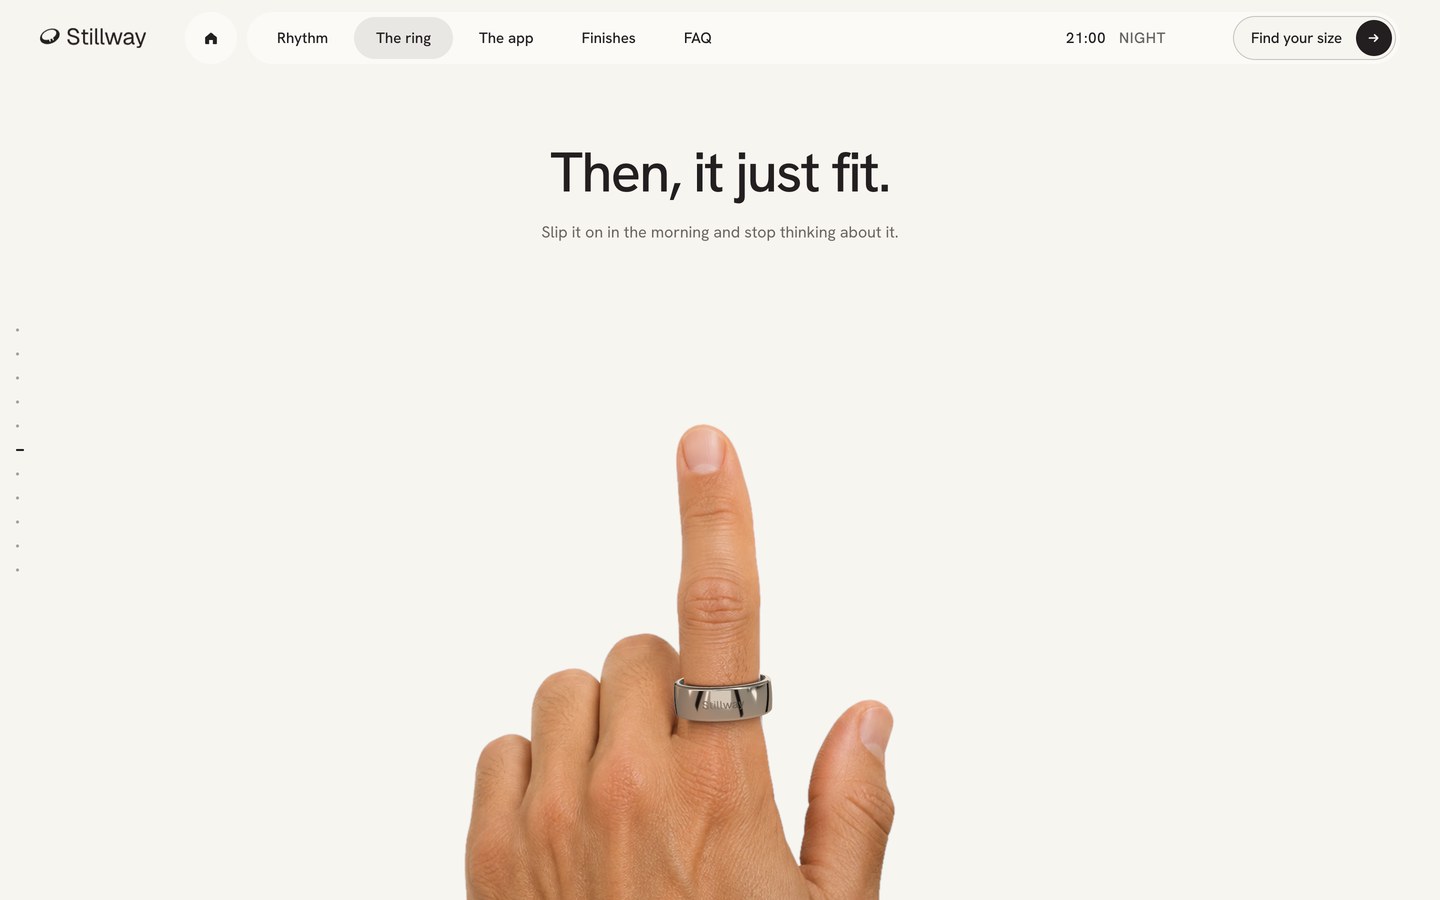 Stillway
Rhythm
The ring
The app
Finishes
FAQ
21:00 NIGHT
Find your size
Then, it just fit.
Slip it on in the morning and stop thinking about it.
Stillway